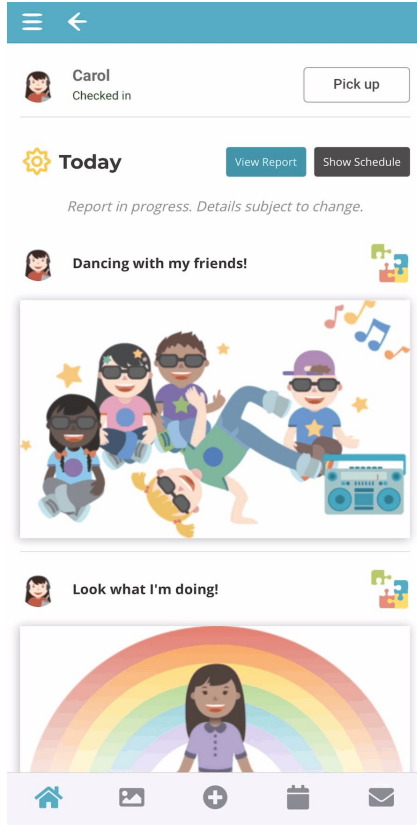 Carol
Checked in
Pick up
Today
View Report
Show Schedule
Report in progress. Details subject to change.
Dancing with my friends!
Look what I'm doing!